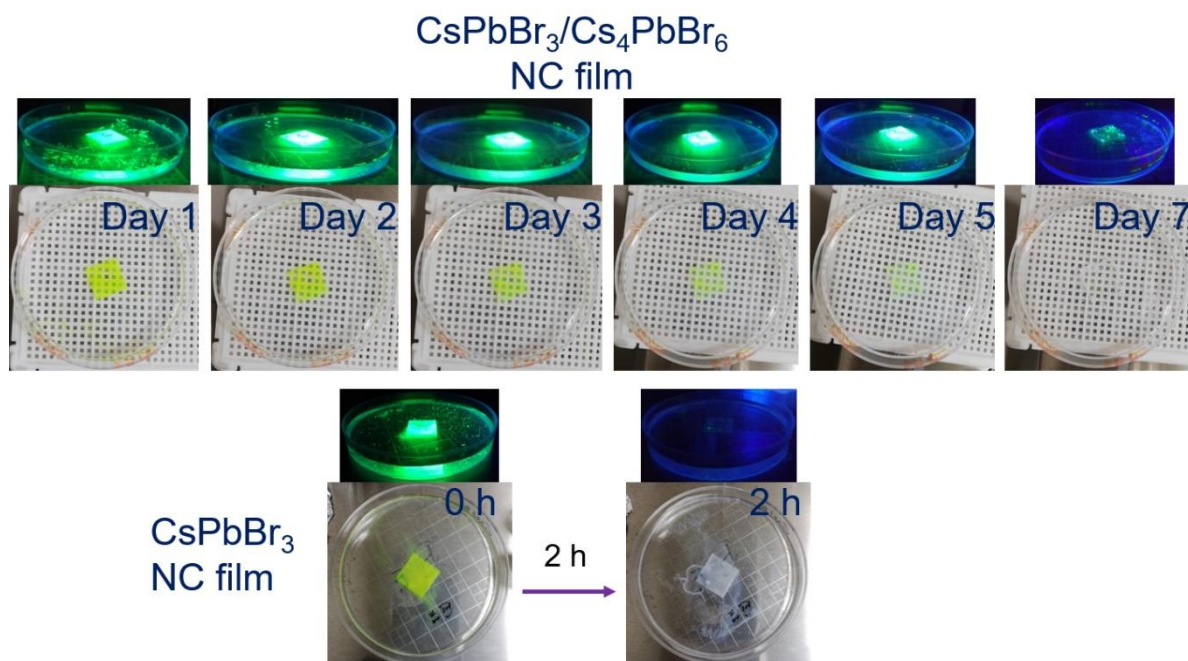 CsPbBr₃/Cs₄PbBr₆
NC film
Day 1
Day 2
Day 3
Day 4
Day 5
Day 7
0 h
2 h
CsPbBr₃
NC film
2 h